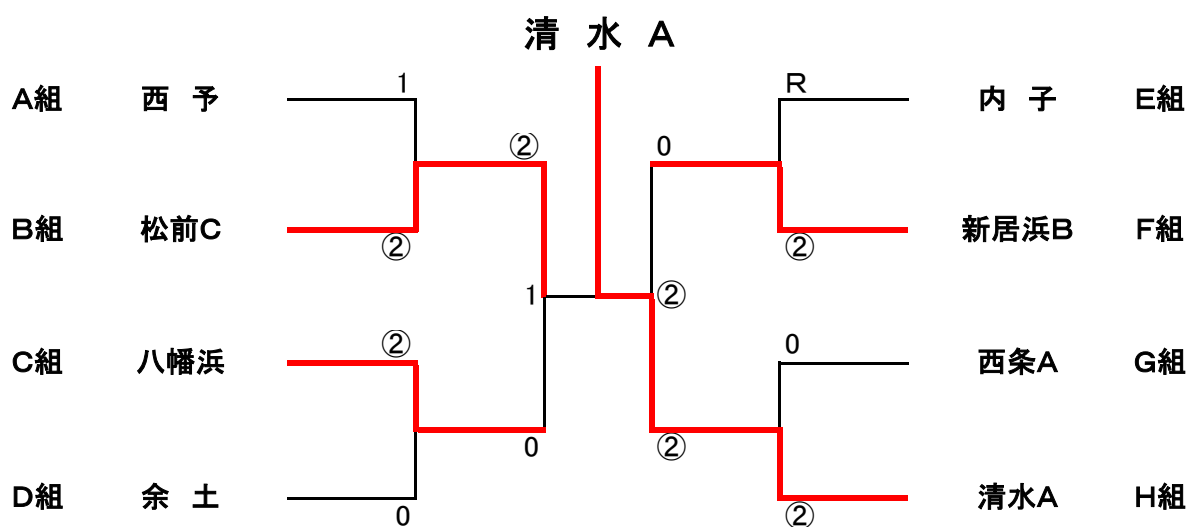 清 水 A
A組 西 予 1 R 内 子 E組
② 0
B組 松前C ② ② 新居浜B F組
1 ②
C組 八幡浜 ② 0 西条A G組
0 ②
D組 余 土 0 ② 清水A H組